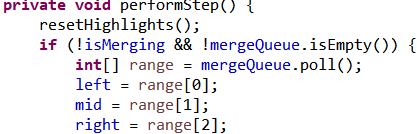 private void performStep() {
resetHighlights();
if (!isMerging && !mergeQueue.isEmpty()) {
int[] range = mergeQueue.poll();
left = range[0];
mid = range[1];
right = range[2];